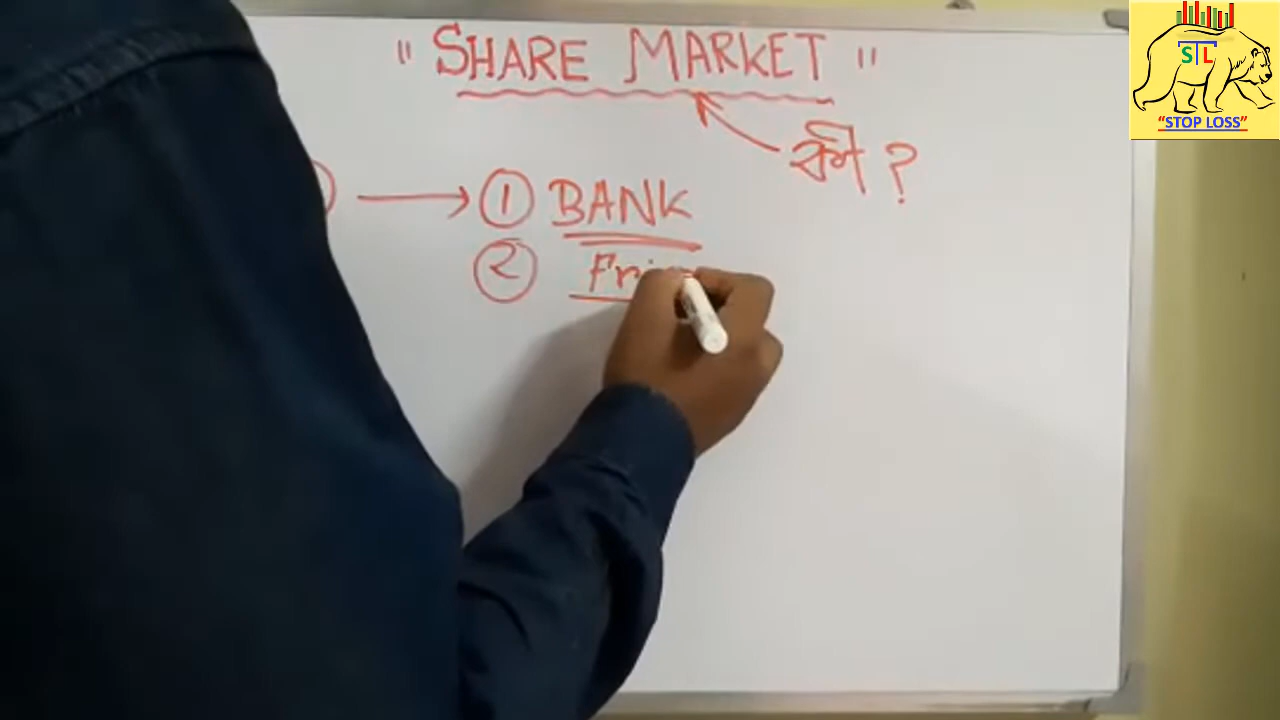 " SHARE MARKET "
কী ?
① BANK
②
STL
"STOP LOSS"